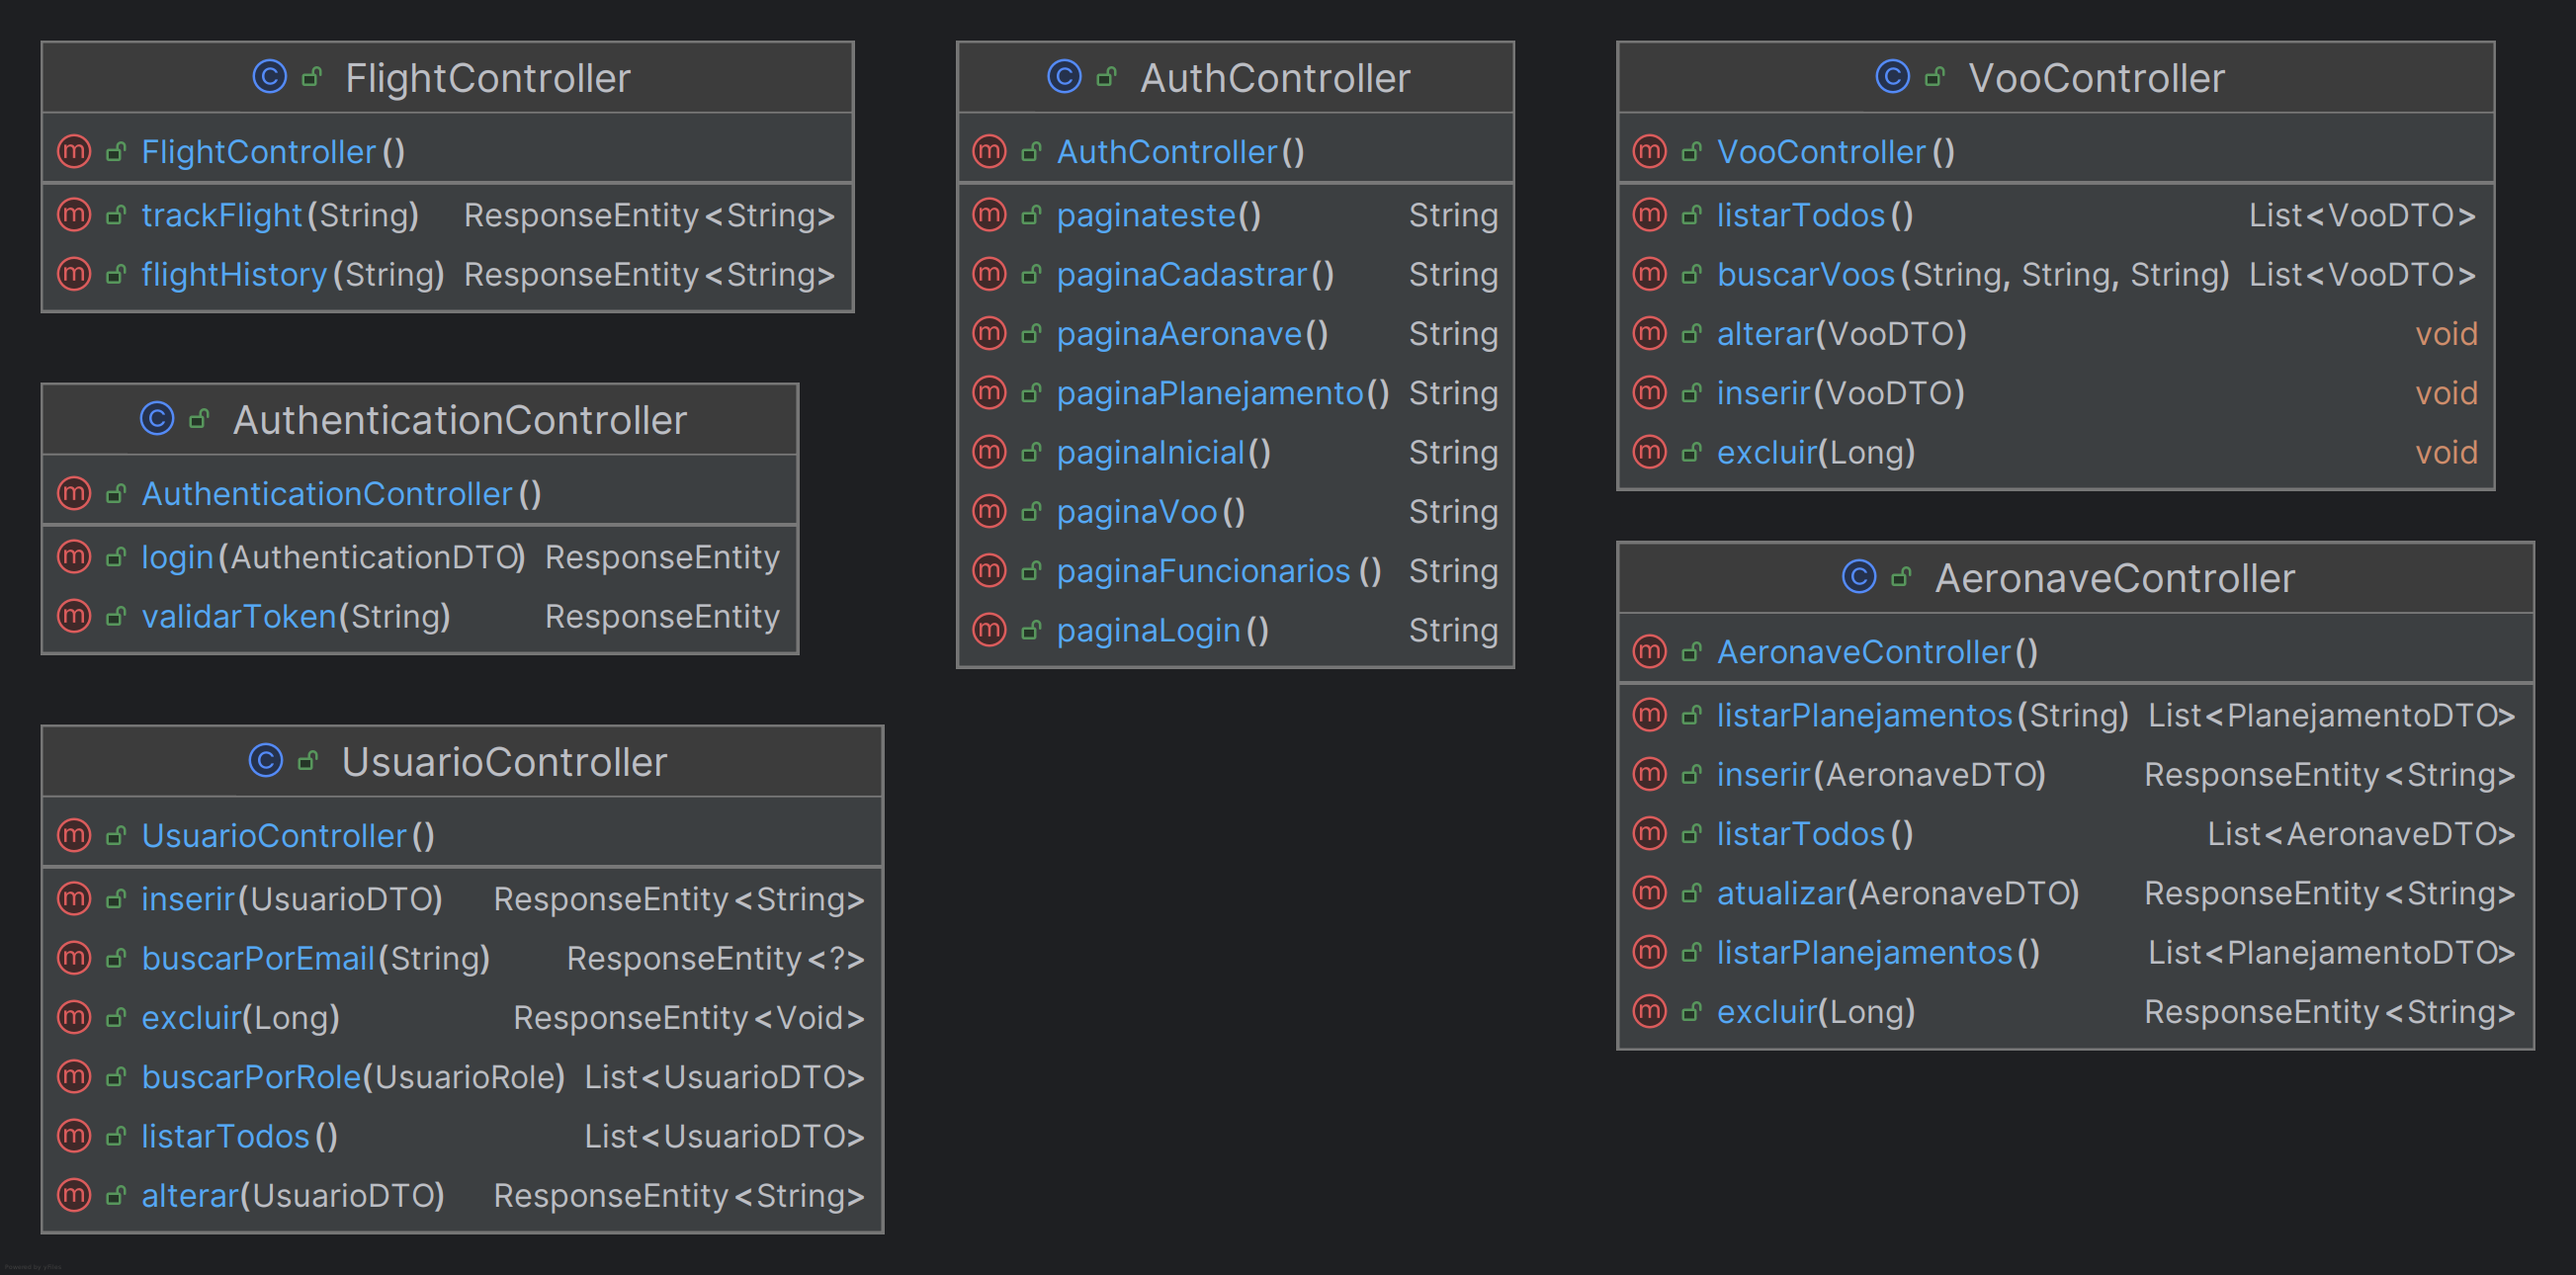 FlightController
FlightController()
trackFlight(String) ResponseEntity<String>
flightHistory(String) ResponseEntity<String>
AuthenticationController
AuthenticationController()
login(AuthenticationDTO) ResponseEntity
validarToken(String) ResponseEntity
UsuarioController
UsuarioController()
inserir(UsuarioDTO) ResponseEntity<String>
buscarPorEmail(String) ResponseEntity<?>
excluir(Long) ResponseEntity<Void>
buscarPorRole(UsuarioRole) List<UsuarioDTO>
listarTodos() List<UsuarioDTO>
alterar(UsuarioDTO) ResponseEntity<String>
AuthController
AuthController()
paginateste() String
paginaCadastrar() String
paginaAeronave() String
paginaPlanejamento() String
paginaInicial() String
paginaVoo() String
paginaFuncionarios() String
paginaLogin() String
VooController
VooController()
listarTodos() List<VooDTO>
buscarVoos(String, String, String) List<VooDTO>
alterar(VooDTO) void
inserir(VooDTO) void
excluir(Long) void
AeronaveController
AeronaveController()
listarPlanejamentos(String) List<PlanejamentoDTO>
inserir(AeronaveDTO) ResponseEntity<String>
listarTodos() List<AeronaveDTO>
atualizar(AeronaveDTO) ResponseEntity<String>
listarPlanejamentos() List<PlanejamentoDTO>
excluir(Long) ResponseEntity<String>
Powered by yFiles